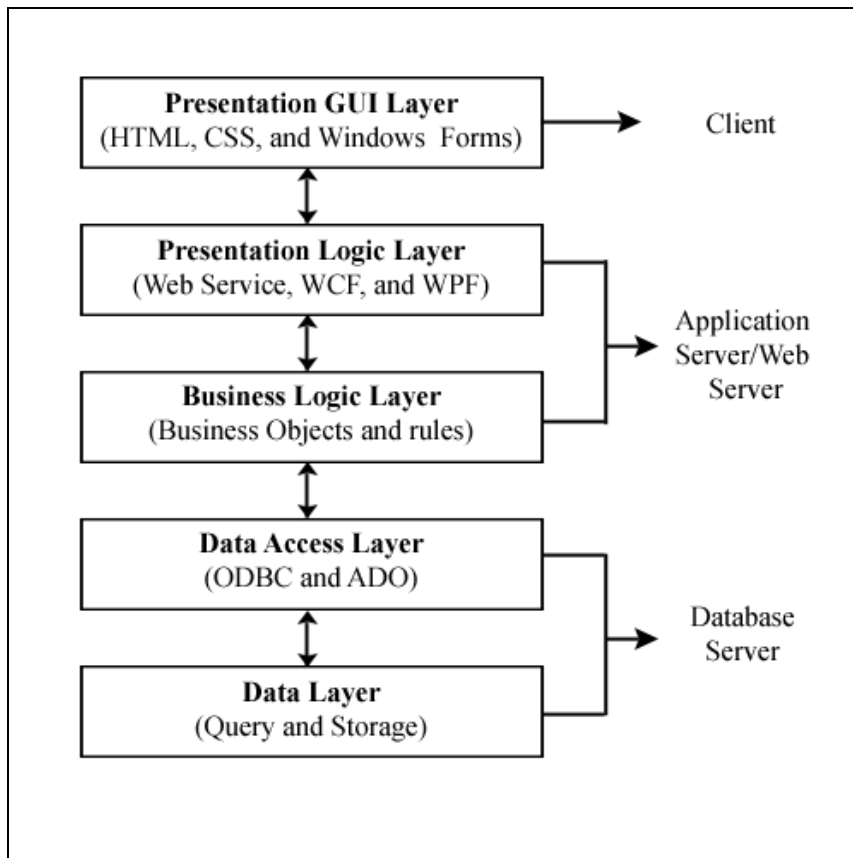 Presentation GUI Layer
(HTML, CSS, and Windows Forms)
Client
Presentation Logic Layer
(Web Service, WCF, and WPF)
Application
Server/Web
Server
Business Logic Layer
(Business Objects and rules)
Data Access Layer
(ODBC and ADO)
Database
Server
Data Layer
(Query and Storage)